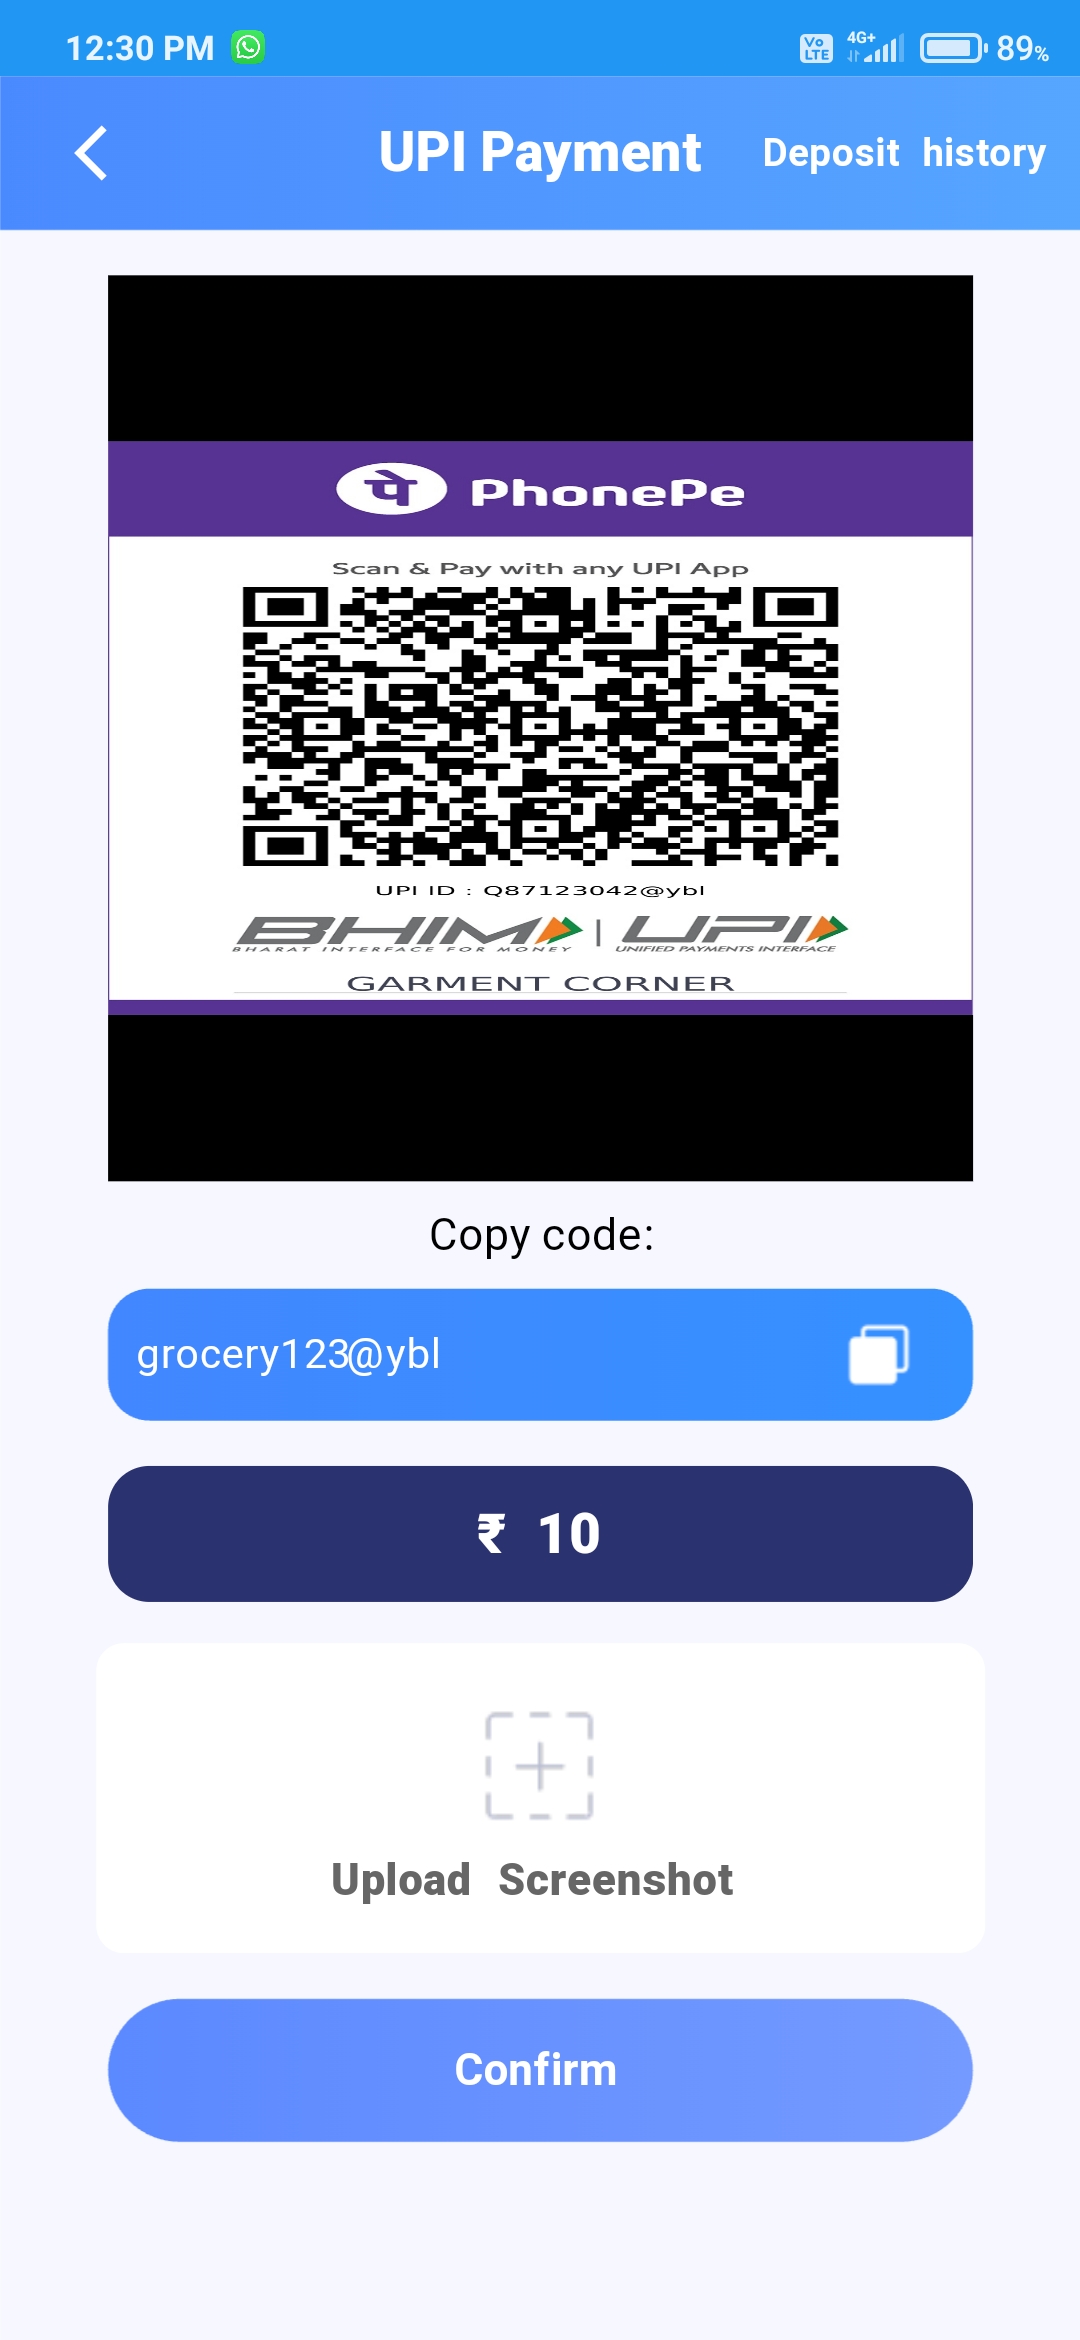 12:30 PM Vo LTE 4G+ 89%
UPI Payment Deposit history
पे PhonePe
Scan & Pay with any UPI App
UPI ID : Q87123042@ybl
BHIM | UPI
BHARAT INTERFACE FOR MONEY UNIFIED PAYMENTS INTERFACE
GARMENT CORNER
Copy code:
grocery123@ybl
₹ 10
Upload Screenshot
Confirm